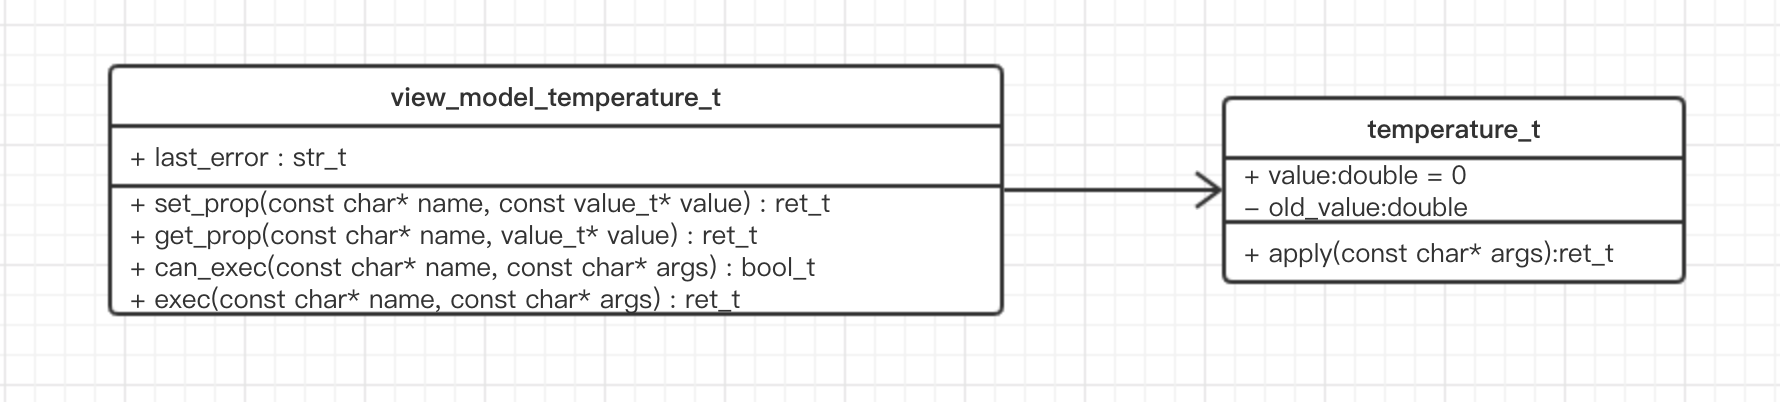 view_model_temperature_t
+ last_error : str_t
+ set_prop(const char* name, const value_t* value) : ret_t
+ get_prop(const char* name, value_t* value) : ret_t
+ can_exec(const char* name, const char* args) : bool_t
+ exec(const char* name, const char* args) : ret_t
temperature_t
+ value:double = 0
− old_value:double
+ apply(const char* args):ret_t